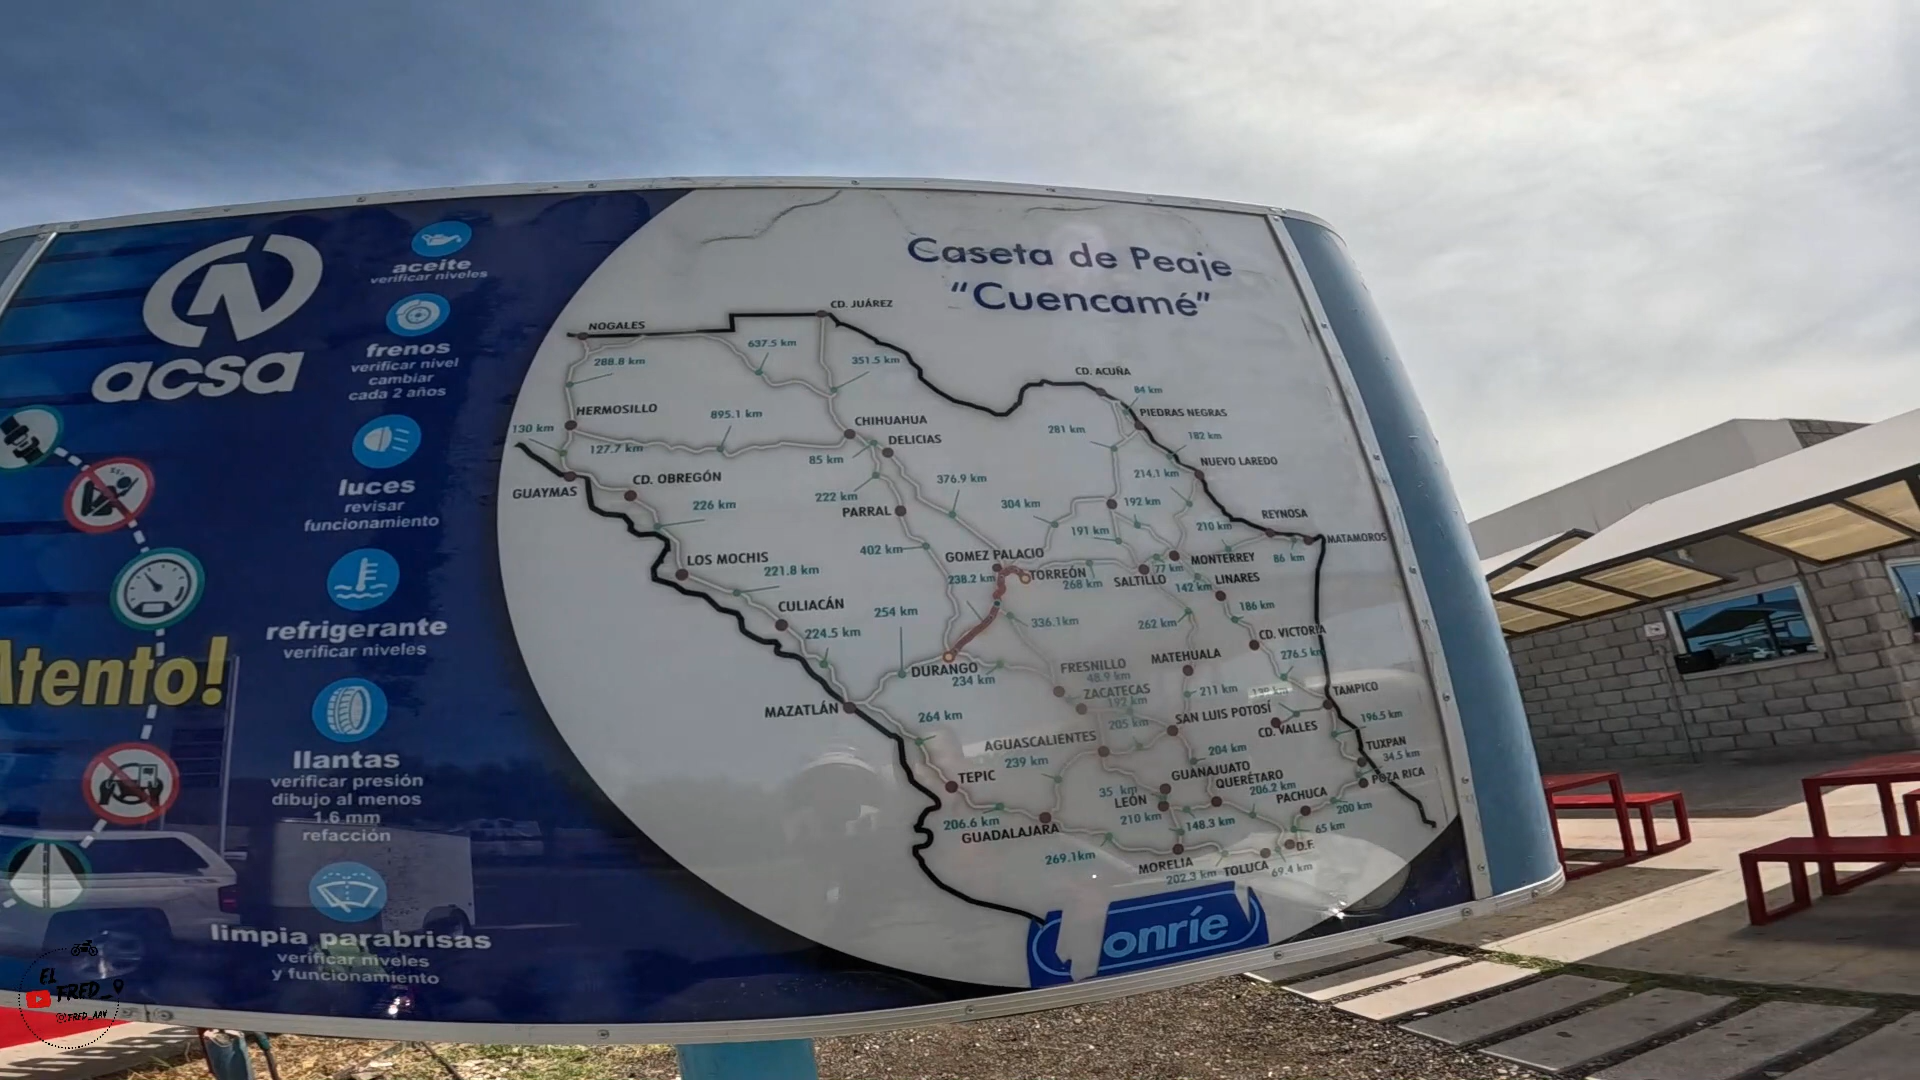 acsa
Atento!
aceite
verificar niveles
frenos
verificar nivel
cambiar
cada 2 años
luces
revisar
funcionamiento
refrigerante
verificar niveles
llantas
verificar presión
dibujo al menos
1.6 mm
refacción
limpia parabrisas
verificar niveles
y funcionamiento
Caseta de Peaje
"Cuencamé"
CD. JUÁREZ
NOGALES
637.5 km
288.8 km
351.5 km
CD. ACUÑA
84 km
HERMOSILLO
895.1 km
CHIHUAHUA
PIEDRAS NEGRAS
130 km
127.7 km
DELICIAS
281 km
182 km
85 km
NUEVO LAREDO
GUAYMAS
CD. OBREGÓN
376.9 km
214.1 km
226 km
222 km
304 km
192 km
PARRAL
REYNOSA
210 km
191 km
MATAMOROS
402 km
GOMEZ PALACIO
MONTERREY
86 km
LOS MOCHIS
221.8 km
238.2 km
TORREÓN
268 km
SALTILLO
77 km
LINARES
142 km
CULIACÁN
254 km
336.1km
262 km
186 km
224.5 km
CD. VICTORIA
DURANGO
234 km
FRESNILLO
48.9 km
MATEHUALA
276.5 km
MAZATLÁN
264 km
ZACATECAS
192 km
211 km
TAMPICO
205 km
SAN LUIS POTOSÍ
CD. VALLES
196.5 km
AGUASCALIENTES
239 km
204 km
TUXPAN
34.5 km
TEPIC
GUANAJUATO
QUERÉTARO
POZA RICA
35 km
LEÓN
206.2 km
PACHUCA
200 km
206.6 km
GUADALAJARA
210 km
148.3 km
65 km
D.F.
269.1km
MORELIA
202.3 km
TOLUCA
69.4 km
onríe
EL
FRED_9
@FRED_AAV